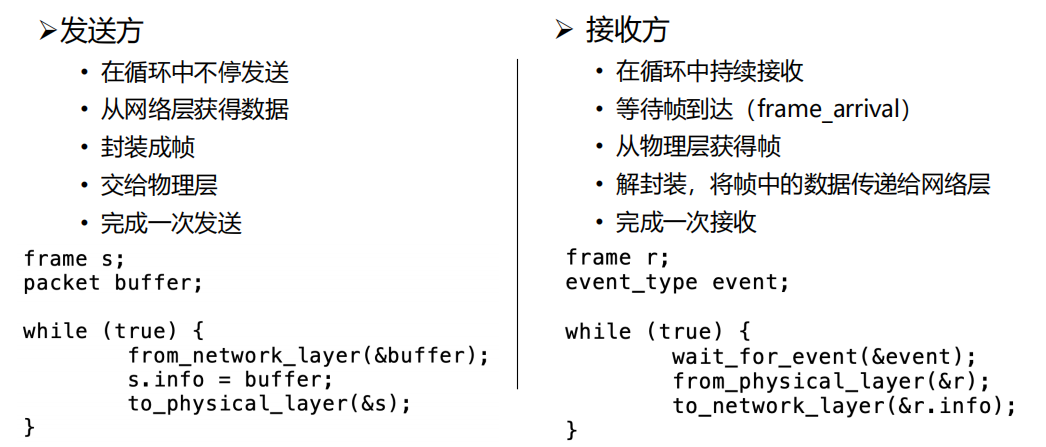 ➢发送方
• 在循环中不停发送
• 从网络层获得数据
• 封装成帧
• 交给物理层
• 完成一次发送
frame s;
packet buffer;
while (true) {
        from_network_layer(&buffer);
        s.info = buffer;
        to_physical_layer(&s);
}
➢ 接收方
• 在循环中持续接收
• 等待帧到达（frame_arrival）
• 从物理层获得帧
• 解封装，将帧中的数据传递给网络层
• 完成一次接收
frame r;
event_type event;
while (true) {
        wait_for_event(&event);
        from_physical_layer(&r);
        to_network_layer(&r.info);
}